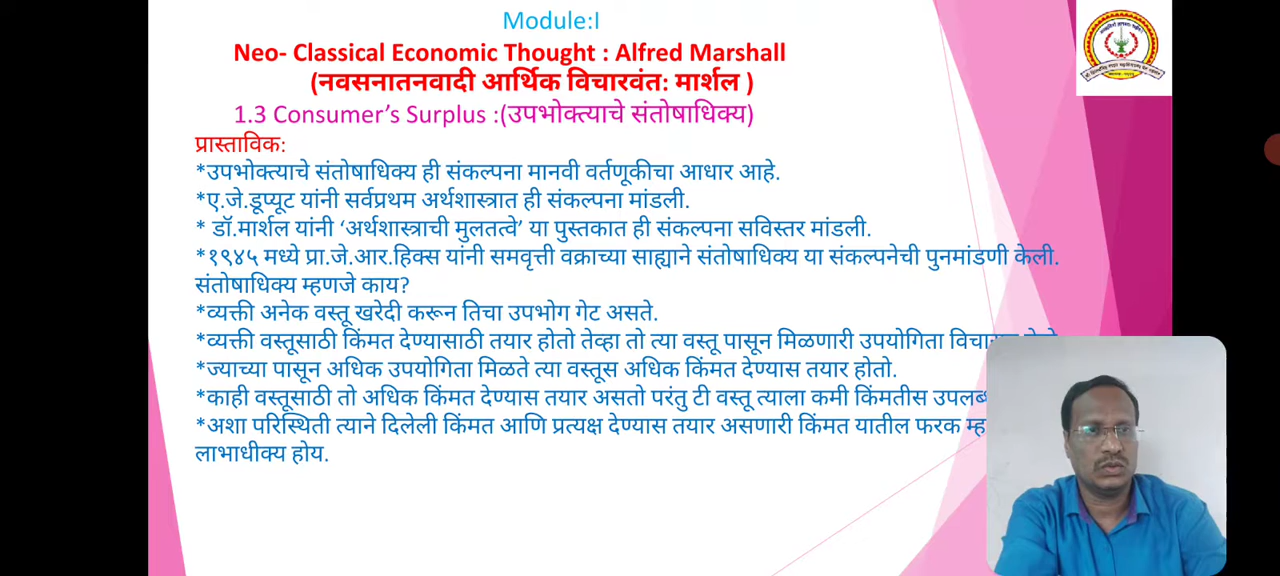 Module:I
Neo- Classical Economic Thought : Alfred Marshall
(नवसनातनवादी आर्थिक विचारवंत: मार्शल )
1.3 Consumer’s Surplus :(उपभोक्त्याचे संतोषाधिक्य)
प्रास्ताविक:
*उपभोक्त्याचे संतोषाधिक्य ही संकल्पना मानवी वर्तणूकीचा आधार आहे.
*ए.जे.डूप्यूट यांनी सर्वप्रथम अर्थशास्त्रात ही संकल्पना मांडली.
* डॉ.मार्शल यांनी ‘अर्थशास्त्राची मुलतत्वे’ या पुस्तकात ही संकल्पना सविस्तर मांडली.
*१९४५ मध्ये प्रा.जे.आर.हिक्स यांनी समवृत्ती वक्राच्या साह्याने संतोषाधिक्य या संकल्पनेची पुनमांडणी केली.
संतोषाधिक्य म्हणजे काय?
*व्यक्ती अनेक वस्तू खरेदी करून तिचा उपभोग गेट असते.
*व्यक्ती वस्तूसाठी किंमत देण्यासाठी तयार होतो तेव्हा तो त्या वस्तू पासून मिळणारी उपयोगिता
*ज्याच्या पासून अधिक उपयोगिता मिळते त्या वस्तूस अधिक किंमत देण्यास तयार होतो.
*काही वस्तूसाठी तो अधिक किंमत देण्यास तयार असतो परंतु टी वस्तू त्याला कमी किंमतीस
*अशा परिस्थिती त्याने दिलेली किंमत आणि प्रत्यक्ष देण्यास तयार असणारी किंमत यातील फरक
लाभाधीक्य होय.